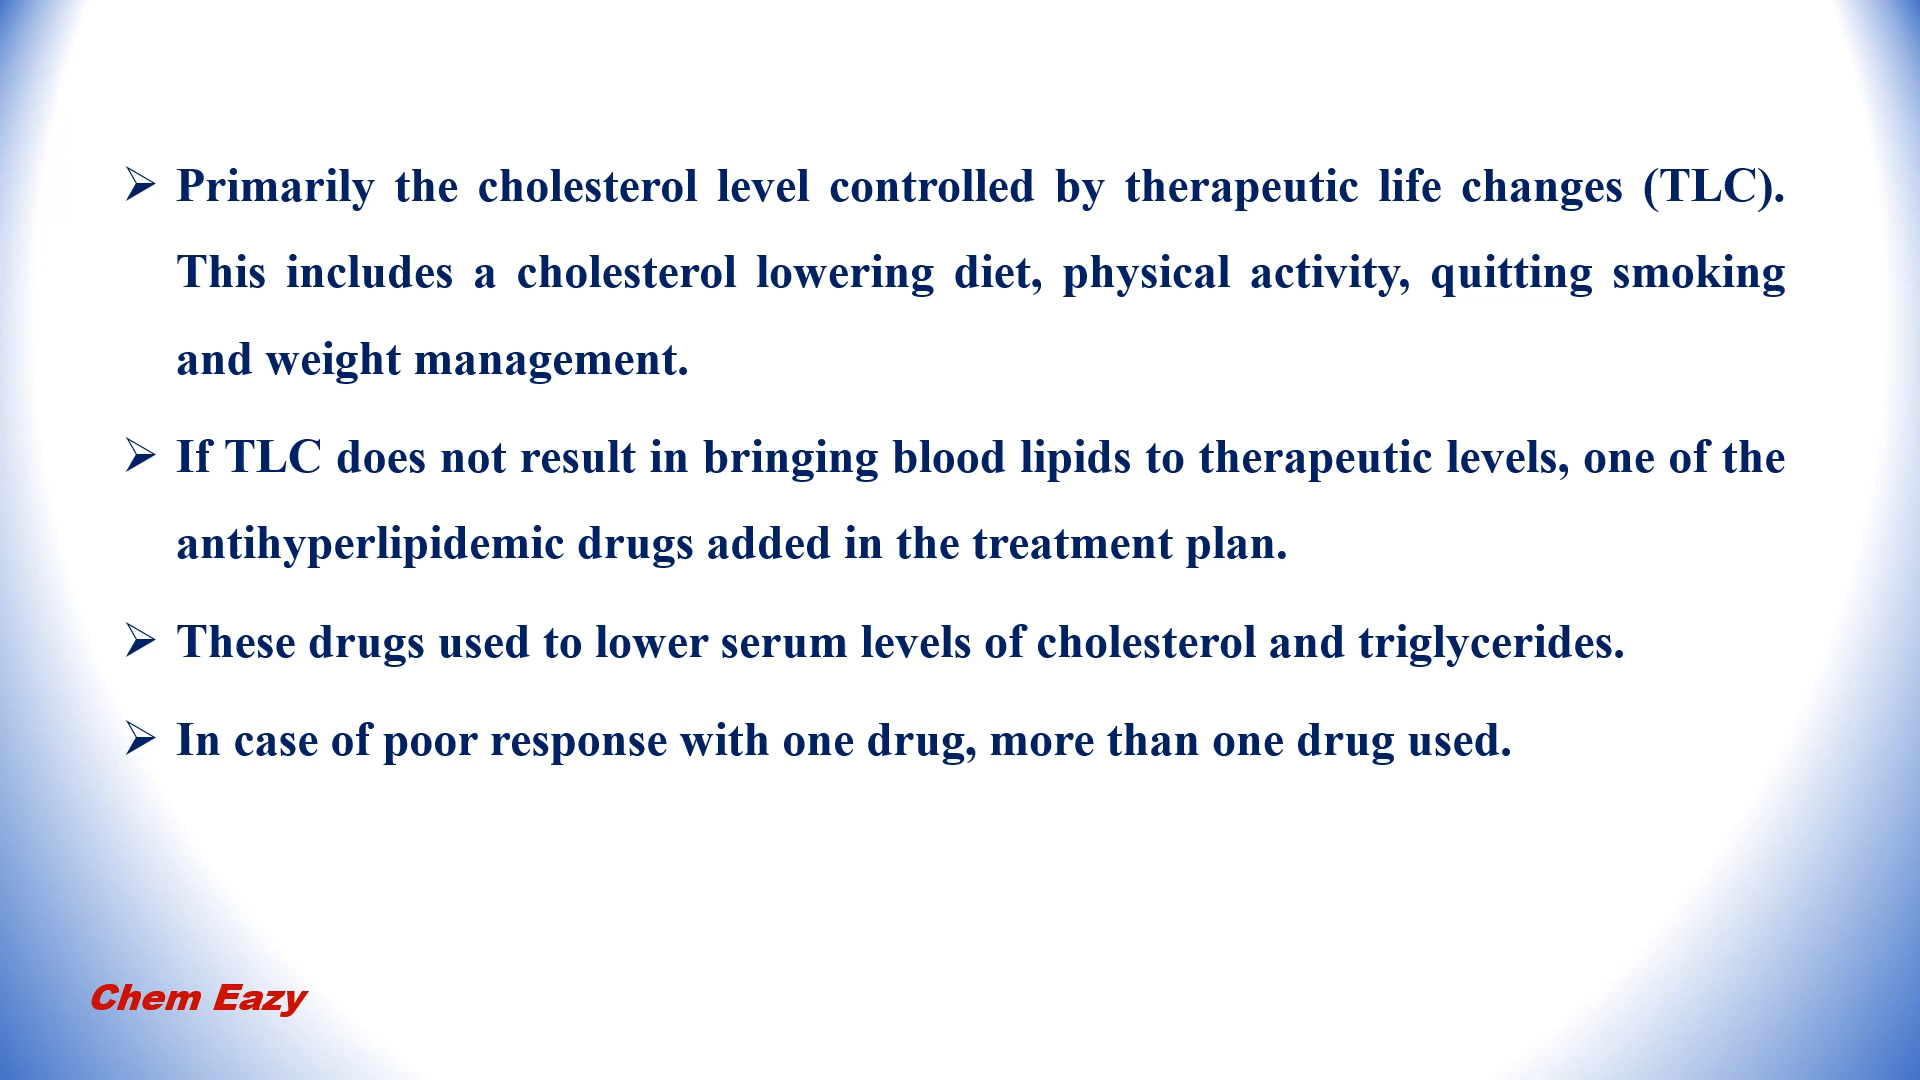 ➢ Primarily the cholesterol level controlled by therapeutic life changes (TLC).
This includes a cholesterol lowering diet, physical activity, quitting smoking
and weight management.
➢ If TLC does not result in bringing blood lipids to therapeutic levels, one of the
antihyperlipidemic drugs added in the treatment plan.
➢ These drugs used to lower serum levels of cholesterol and triglycerides.
➢ In case of poor response with one drug, more than one drug used.
Chem Eazy